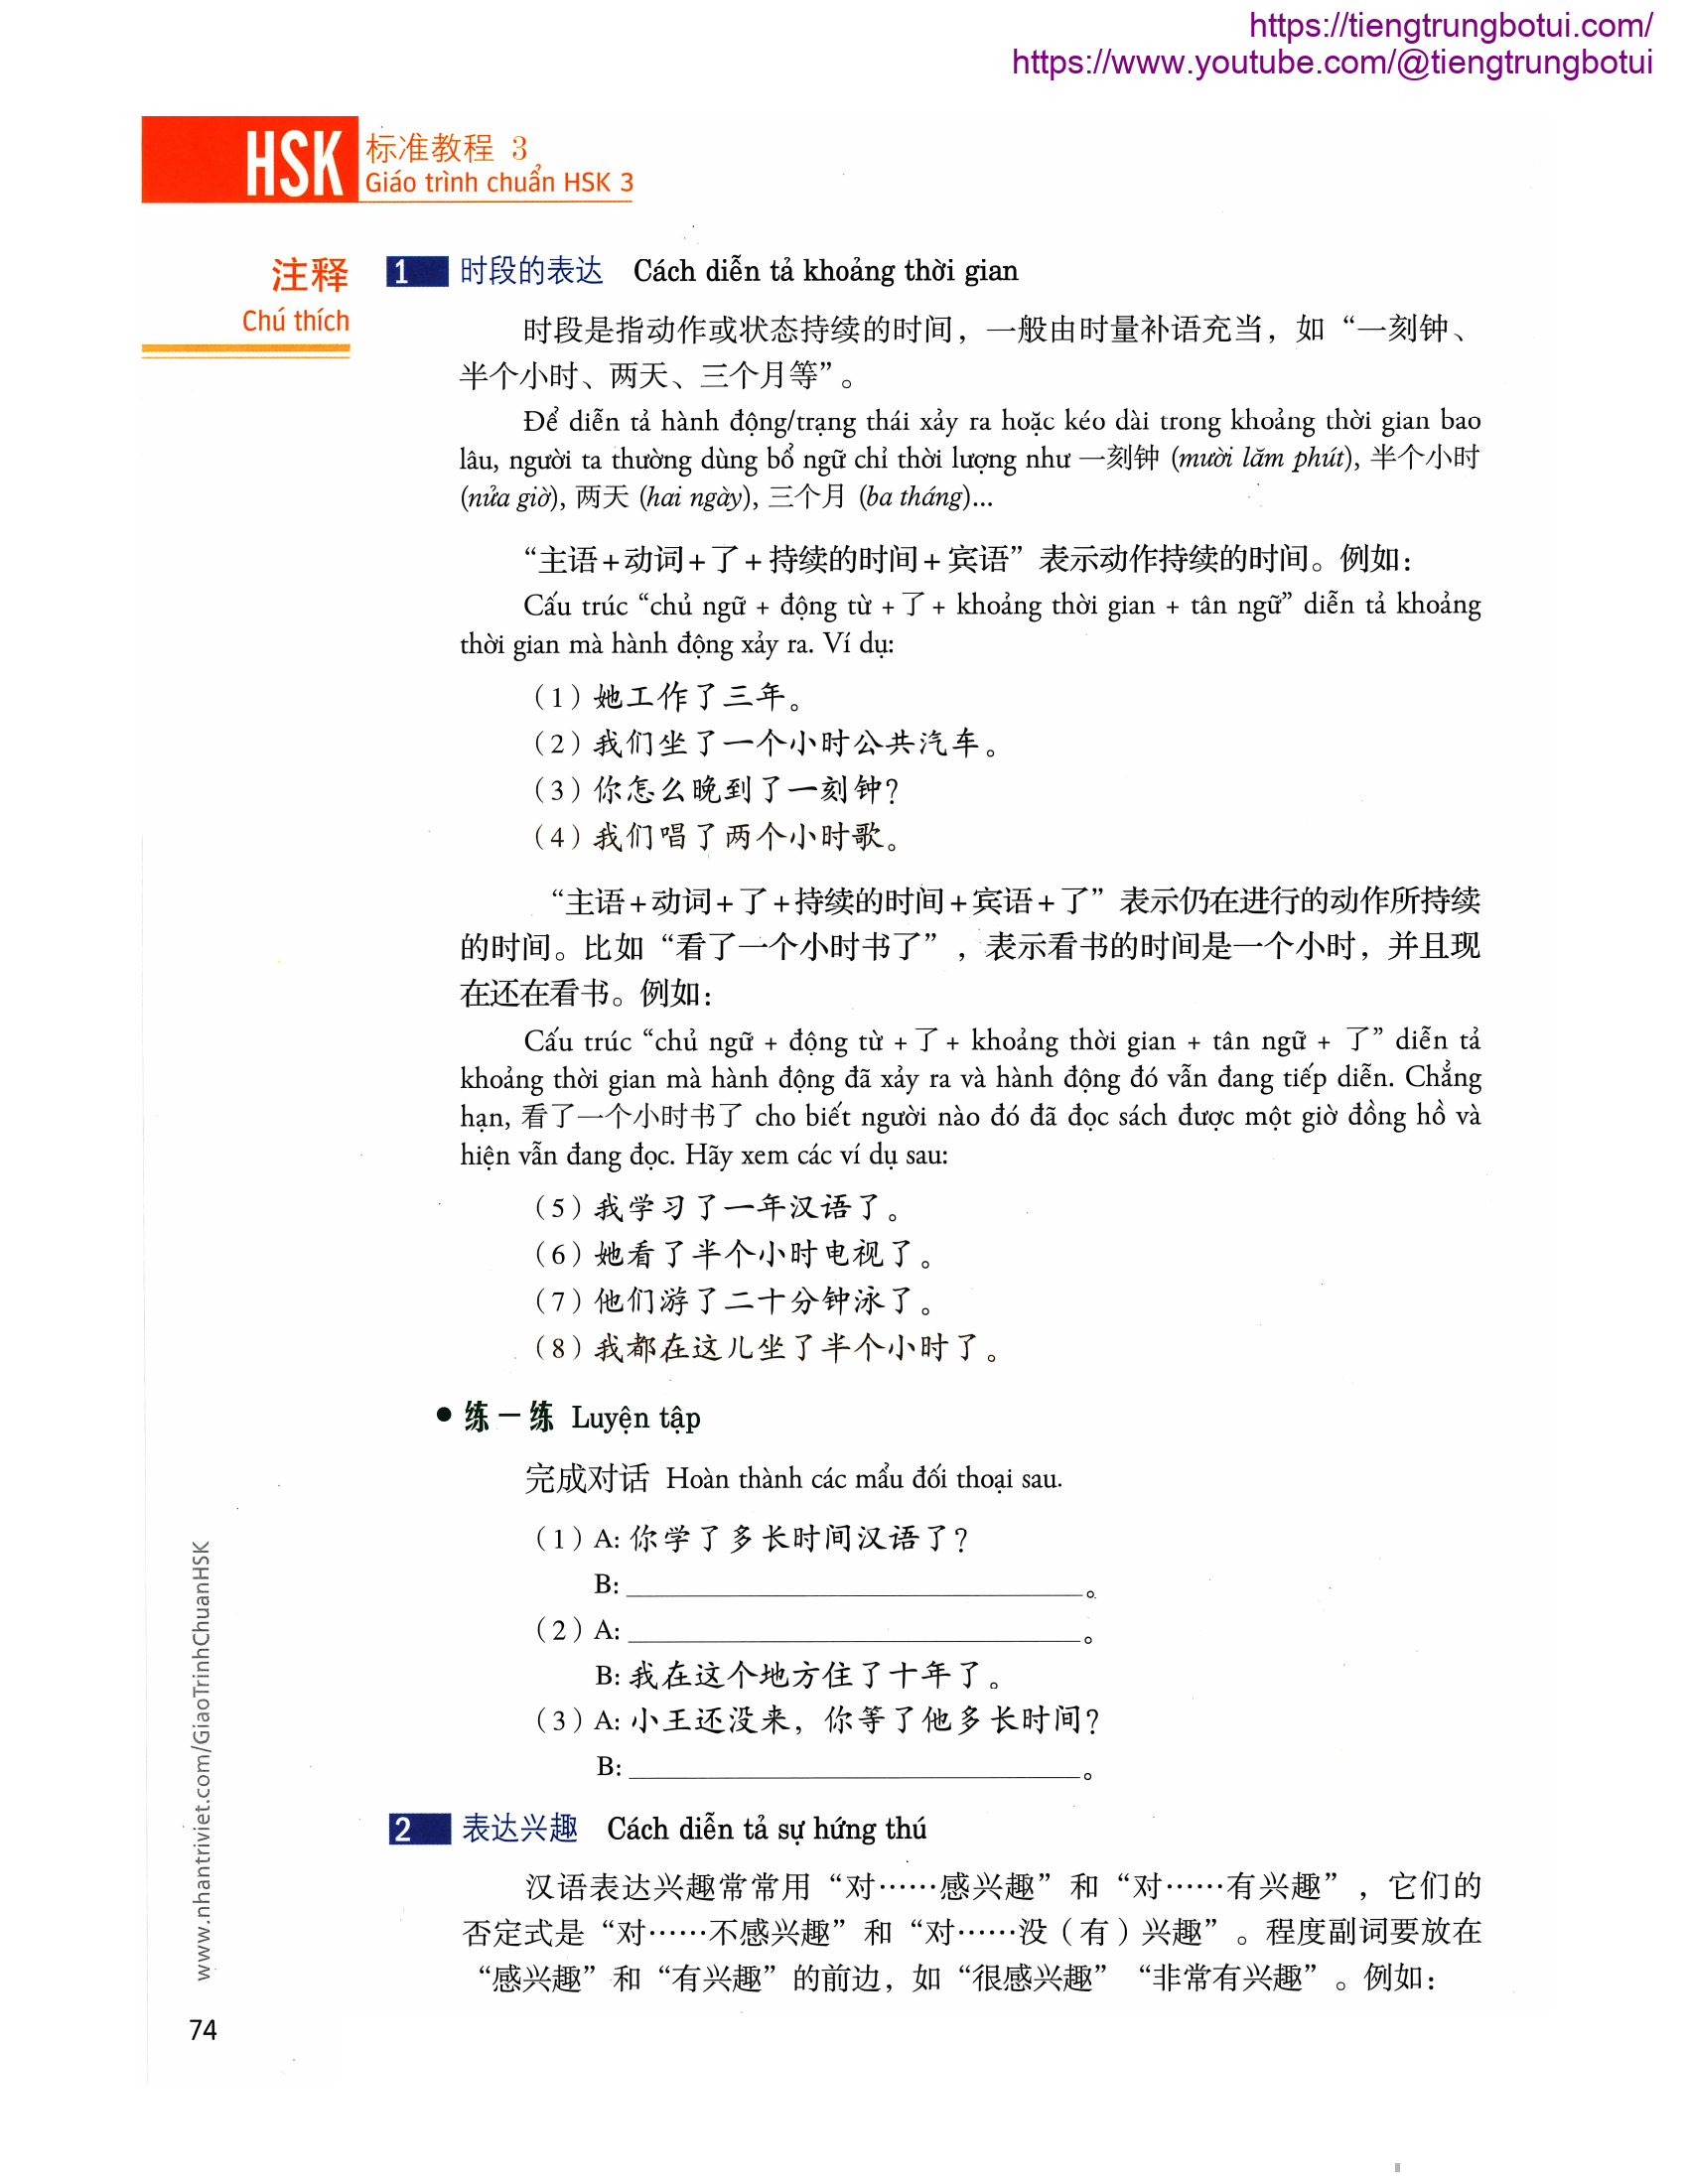 https://tiengtrungbotui.com/
https://www.youtube.com/@tiengtrungbotui
HSK 标准教程 3
Giáo trình chuẩn HSK 3
注释
Chú thích
1 时段的表达 Cách diễn tả khoảng thời gian
时段是指动作或状态持续的时间，一般由时量补语充当，如“一刻钟、
半个小时、两天、三个月等”。
Để diễn tả hành động/trạng thái xảy ra hoặc kéo dài trong khoảng thời gian bao
lâu, người ta thường dùng bổ ngữ chỉ thời lượng như 一刻钟 (mười lăm phút), 半个小时
(nửa giờ), 两天 (hai ngày), 三个月 (ba tháng)...
“主语+动词+了+持续的时间+宾语”表示动作持续的时间。例如：
Cấu trúc “chủ ngữ + động từ +了+ khoảng thời gian + tân ngữ” diễn tả khoảng
thời gian mà hành động xảy ra. Ví dụ:
（1）她工作了三年。
（2）我们坐了一个小时公共汽车。
（3）你怎么晚到了一刻钟？
（4）我们唱了两个小时歌。
“主语+动词+了+持续的时间+宾语+了”表示仍在进行的动作所持续
的时间。比如“看了一个小时书了”，表示看书的时间是一个小时，并且现
在还在看书。例如：
Cấu trúc “chủ ngữ + động từ +了+ khoảng thời gian + tân ngữ + 了” diễn tả
khoảng thời gian mà hành động đã xảy ra và hành động đó vẫn đang tiếp diễn. Chẳng
hạn, 看了一个小时书了 cho biết người nào đó đã đọc sách được một giờ đồng hồ và
hiện vẫn đang đọc. Hãy xem các ví dụ sau:
（5）我学习了一年汉语了。
（6）她看了半个小时电视了。
（7）他们游了二十分钟泳了。
（8）我都在这儿坐了半个小时了。
● 练一练 Luyện tập
完成对话 Hoàn thành các mẩu đối thoại sau.
（1）A: 你学了多长时间汉语了？
B: ______________________________。
（2）A: ______________________________。
B: 我在这个地方住了十年了。
（3）A: 小王还没来，你等了他多长时间？
B: ______________________________。
2 表达兴趣 Cách diễn tả sự hứng thú
汉语表达兴趣常常用“对……感兴趣”和“对……有兴趣”，它们的
否定式是“对……不感兴趣”和“对……没（有）兴趣”。程度副词要放在
“感兴趣”和“有兴趣”的前边，如“很感兴趣”“非常有兴趣”。例如：
www.nhantriviet.com/GiaoTrinhChuanHSK
74